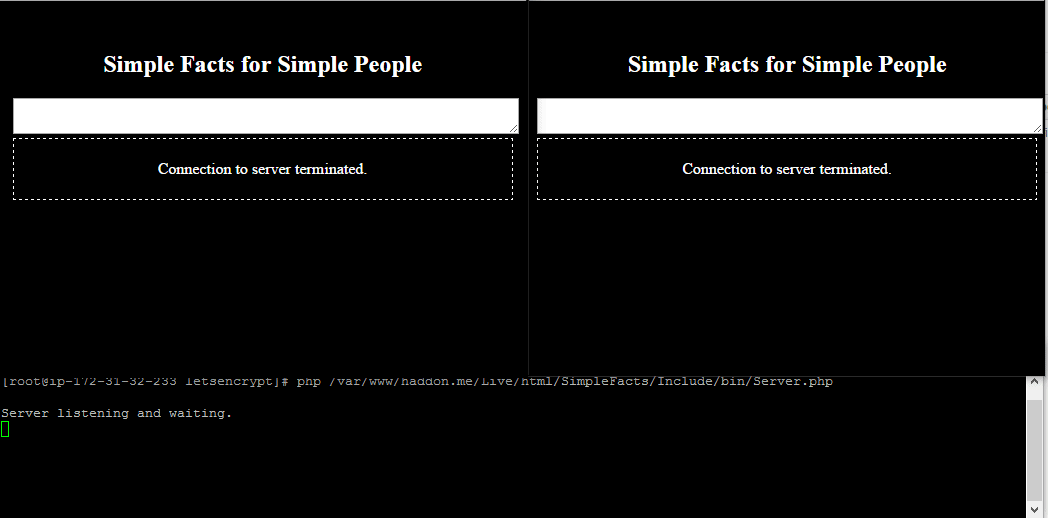 Simple Facts for Simple People
Connection to server terminated.
Simple Facts for Simple People
Connection to server terminated.
[root@ip-172-31-32-233 letsencrypt]# php /var/www/haddon.me/Live/html/SimpleFacts/Include/bin/Server.php
Server listening and waiting.